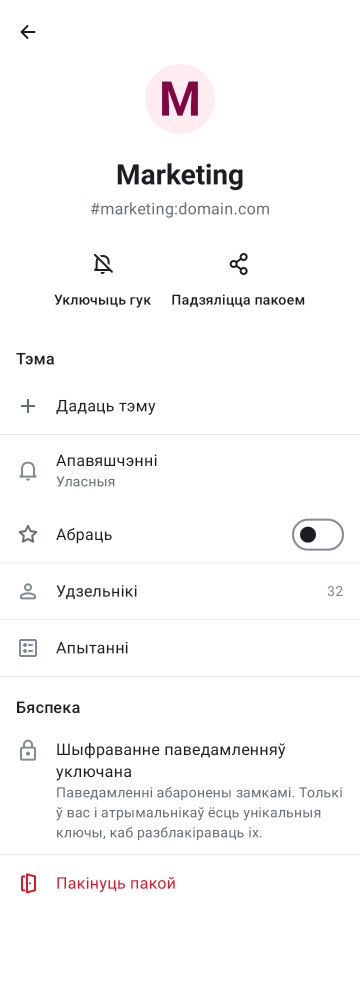 M
Marketing
#marketing:domain.com
Уключыць гук
Падзяліцца пакоем
Тэма
Дадаць тэму
Апавяшчэнні
Уласныя
Абраць
Удзельнікі
32
Апытанні
Бяспека
Шыфраванне паведамленняў
уключана
Паведамленні абаронены замкамі. Толькі
ў вас і атрымальнікаў ёсць унікальныя
ключы, каб разблакіраваць іх.
Пакінуць пакой